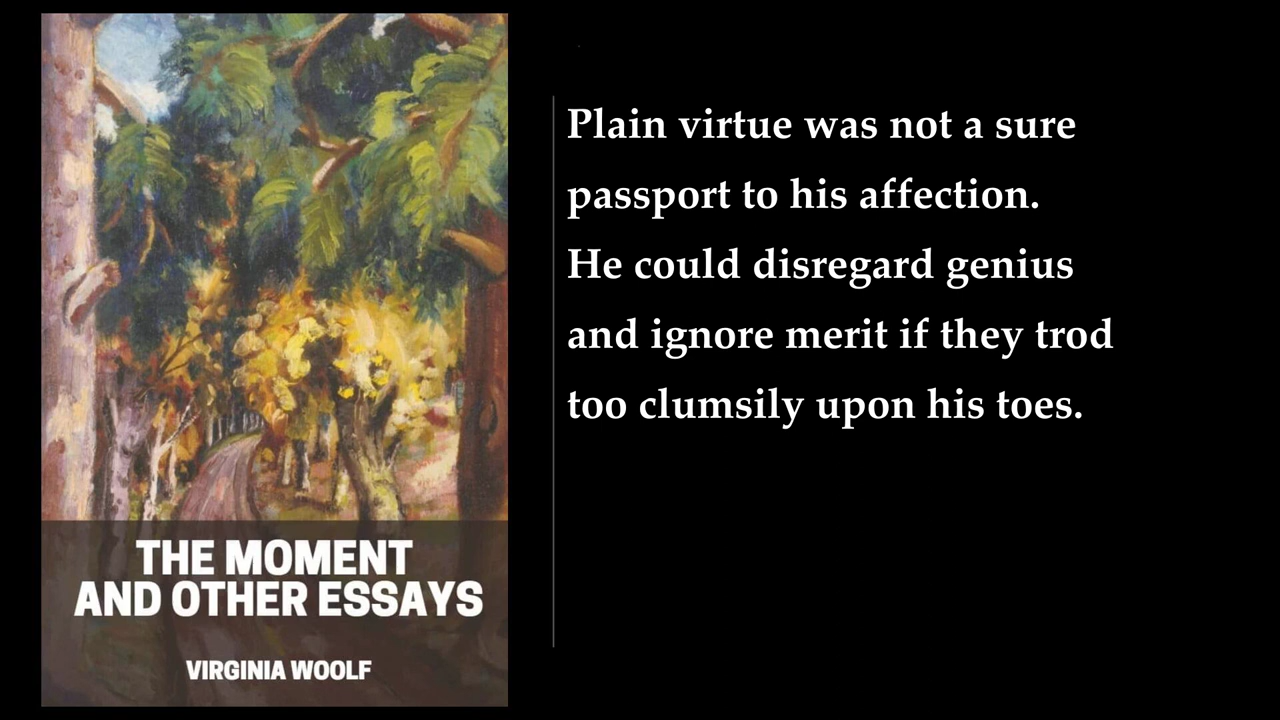 THE MOMENT
AND OTHER ESSAYS
VIRGINIA WOOLF
Plain virtue was not a sure
passport to his affection.
He could disregard genius
and ignore merit if they trod
too clumsily upon his toes.